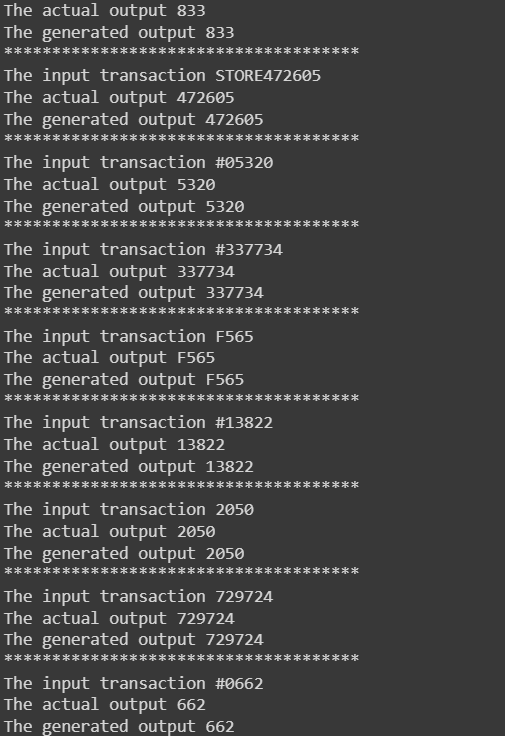 The actual output 833
The generated output 833
*************************************
The input transaction STORE472605
The actual output 472605
The generated output 472605
*************************************
The input transaction #05320
The actual output 5320
The generated output 5320
*************************************
The input transaction #337734
The actual output 337734
The generated output 337734
*************************************
The input transaction F565
The actual output F565
The generated output F565
*************************************
The input transaction #13822
The actual output 13822
The generated output 13822
*************************************
The input transaction 2050
The actual output 2050
The generated output 2050
*************************************
The input transaction 729724
The actual output 729724
The generated output 729724
*************************************
The input transaction #0662
The actual output 662
The generated output 662